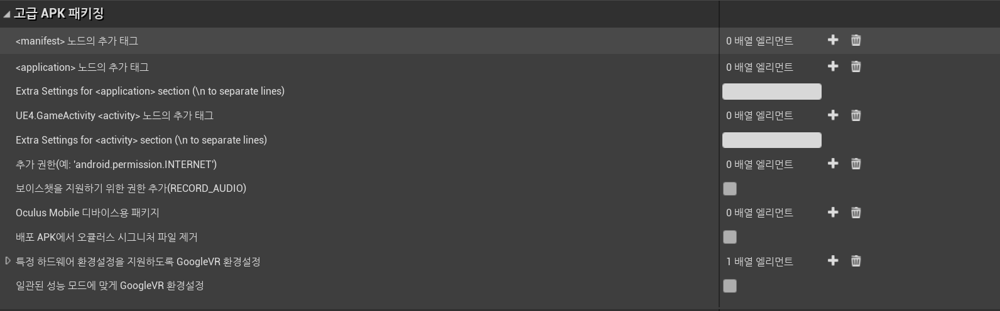 고급 APK 패키징
<manifest> 노드의 추가 태그 0 배열 엘리먼트
<application> 노드의 추가 태그 0 배열 엘리먼트
Extra Settings for <application> section (\n to separate lines)
UE4.GameActivity <activity> 노드의 추가 태그 0 배열 엘리먼트
Extra Settings for <activity> section (\n to separate lines)
추가 권한(예: 'android.permission.INTERNET') 0 배열 엘리먼트
보이스챗을 지원하기 위한 권한 추가(RECORD_AUDIO)
Oculus Mobile 디바이스용 패키지 0 배열 엘리먼트
배포 APK에서 오큘러스 시그니처 파일 제거
특정 하드웨어 환경설정을 지원하도록 GoogleVR 환경설정 1 배열 엘리먼트
일관된 성능 모드에 맞게 GoogleVR 환경설정